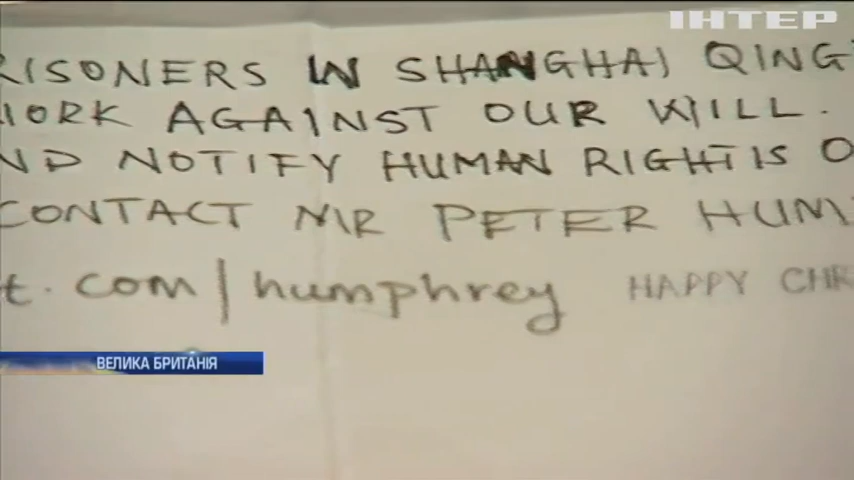 ІНТЕР
RISONERS IN SHANGHAI QING
WORK AGAINST OUR WILL.
ND NOTIFY HUMAN RIGHTIS O
CONTACT MR PETER HUM
t.com/humphrey HAPPY CHR
ВЕЛИКА БРИТАНІЯ